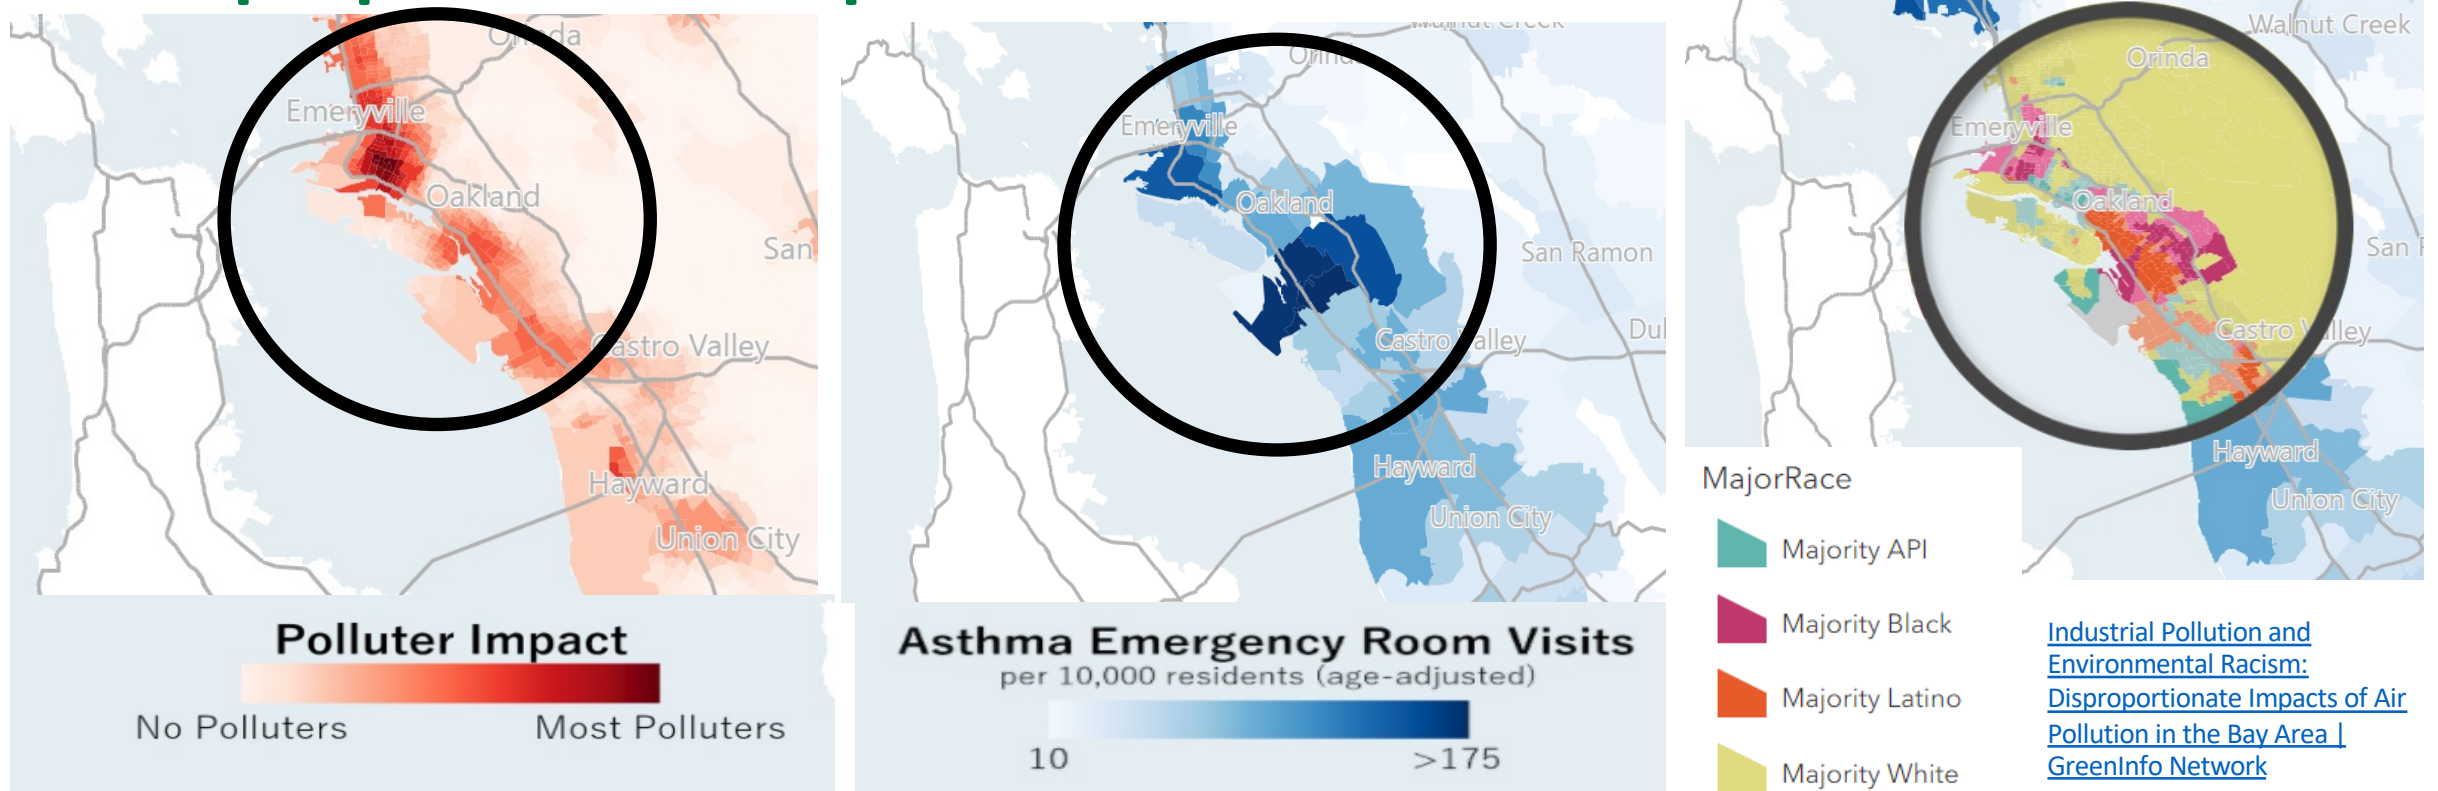 Orinda
Emeryville
Oakland
San
Castro Valley
Hayward
Union City
Polluter Impact
No Polluters
Most Polluters
Walnut Creek
Orinda
Emeryville
Oakland
San Ramon
Castro Valley
Dul
Hayward
Union City
Asthma Emergency Room Visits
per 10,000 residents (age-adjusted)
10
>175
Walnut Creek
Orinda
Emeryville
Oakland
San F
Castro Valley
Hayward
Union City
MajorRace
Majority API
Majority Black
Majority Latino
Majority White
Industrial Pollution and
Environmental Racism:
Disproportionate Impacts of Air
Pollution in the Bay Area |
GreenInfo Network